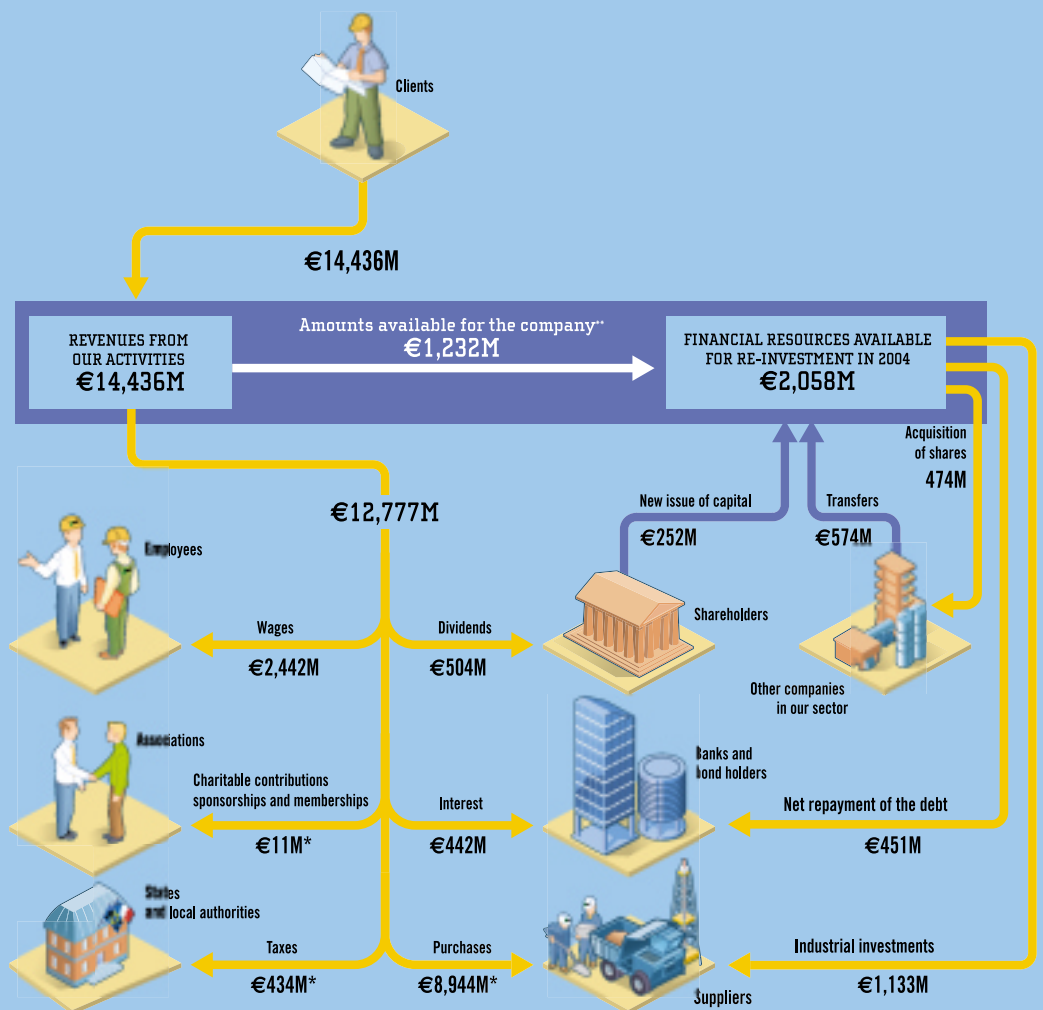 Clients
€14,436M
REVENUES FROM
OUR ACTIVITIES
€14,436M
Amounts available for the company**
€1,232M
FINANCIAL RESOURCES AVAILABLE
FOR RE-INVESTMENT IN 2004
€2,058M
Acquisition
of shares
474M
€12,777M
New issue of capital
€252M
Transfers
€574M
Employees
Wages
€2,442M
Dividends
€504M
Shareholders
Other companies
in our sector
Associations
Charitable contributions
sponsorships and memberships
€11M*
Interest
€442M
Banks and
bond holders
Net repayment of the debt
€451M
States
and local authorities
Taxes
€434M*
Purchases
€8,944M*
Suppliers
Industrial investments
€1,133M